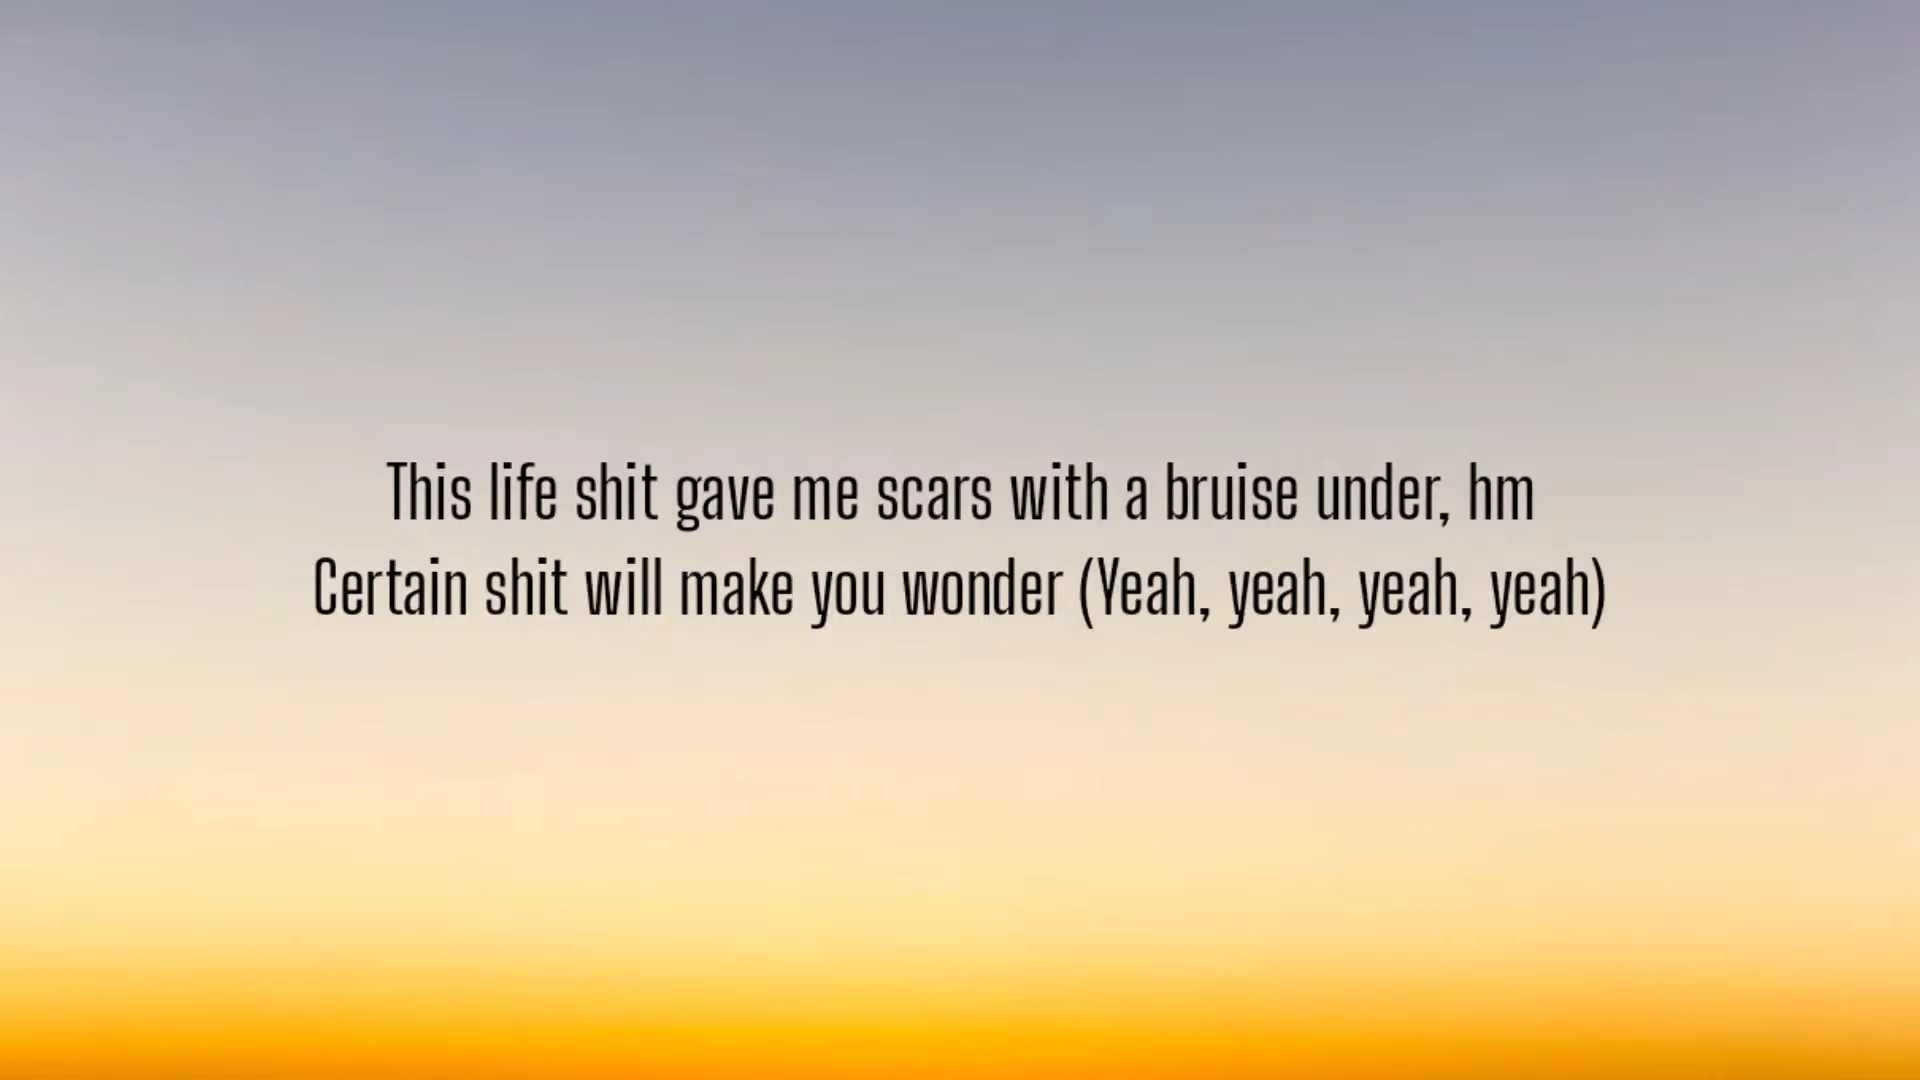 This life shit gave me scars with a bruise under, hm
Certain shit will make you wonder (Yeah, yeah, yeah, yeah)